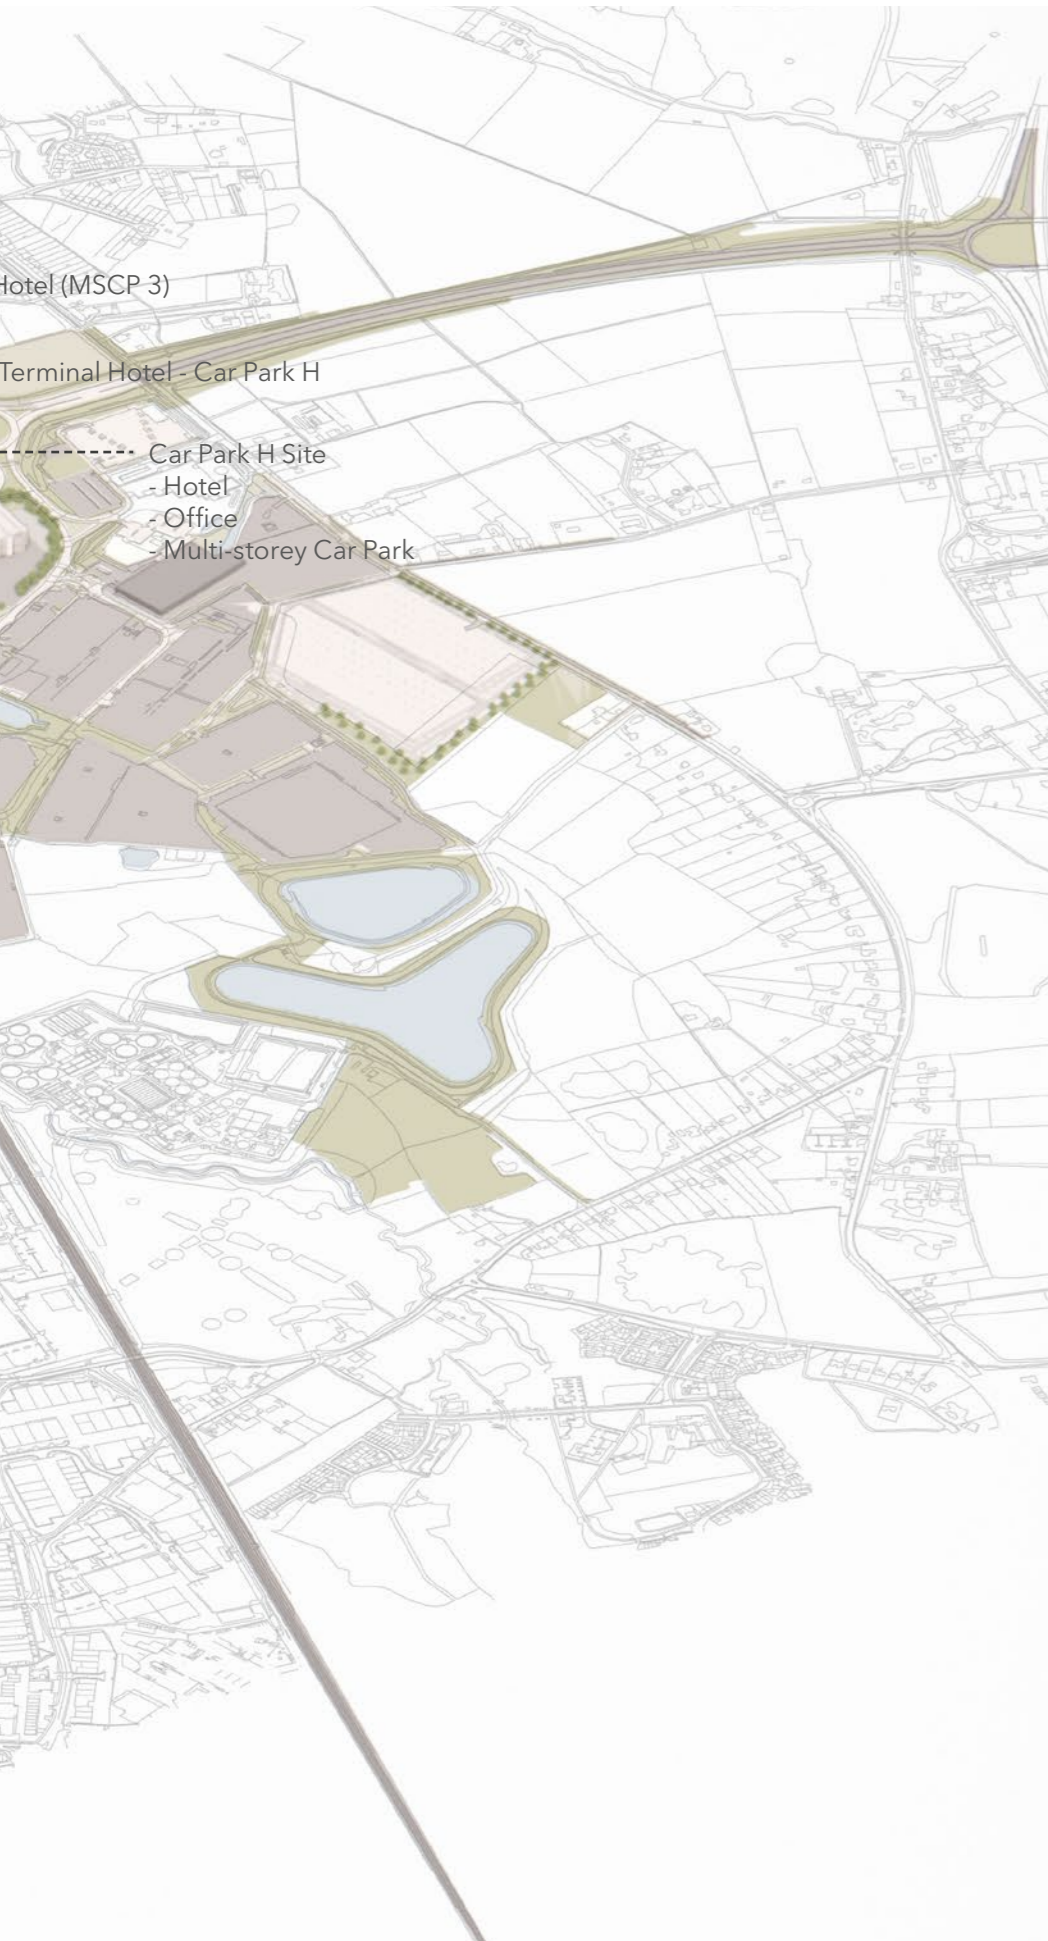 Hotel (MSCP 3)
Terminal Hotel - Car Park H
Car Park H Site
- Hotel
- Office
- Multi-storey Car Park